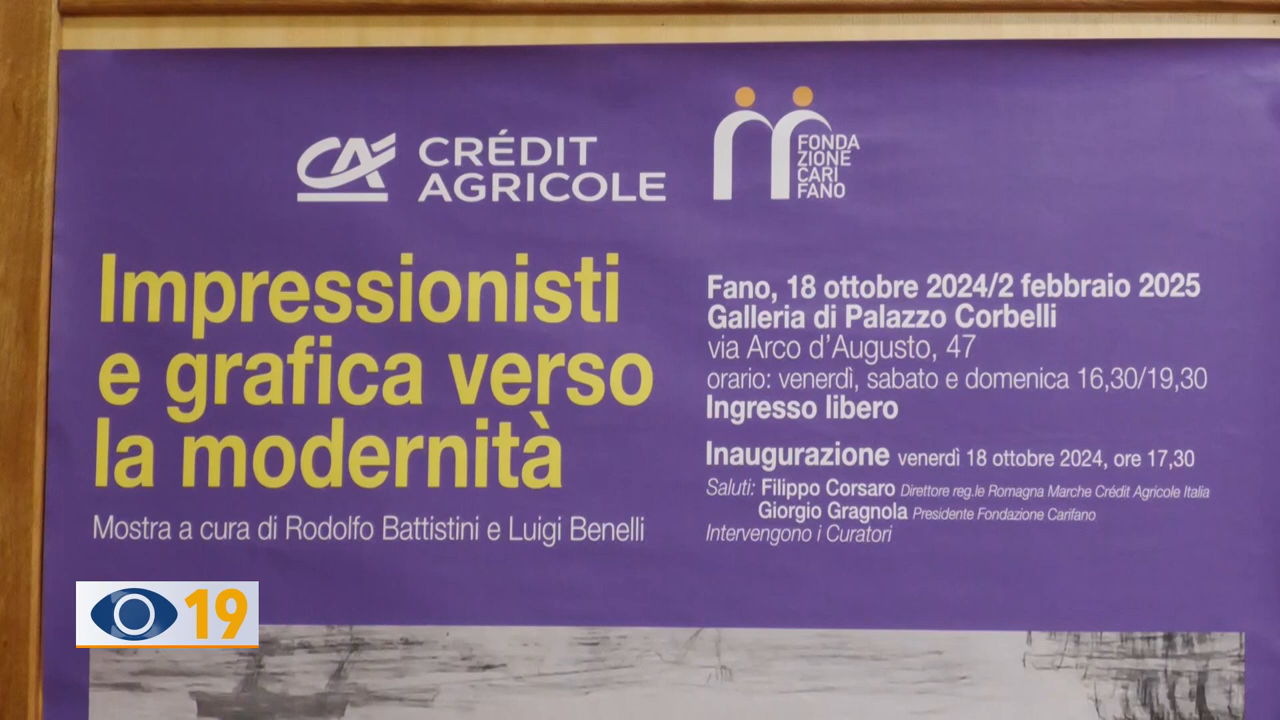 CRÉDIT
AGRICOLE
FONDA
ZIONE
CARI
FANO
Impressionisti
e grafica verso
la modernità
Mostra a cura di Rodolfo Battistini e Luigi Benelli
Fano, 18 ottobre 2024/2 febbraio 2025
Galleria di Palazzo Corbelli
via Arco d'Augusto, 47
orario: venerdì, sabato e domenica 16,30/19,30
Ingresso libero
Inaugurazione venerdì 18 ottobre 2024, ore 17,30
Saluti: Filippo Corsaro Direttore reg.le Romagna Marche Crédit Agricole Italia
Giorgio Gragnola Presidente Fondazione Carifano
Intervengono i Curatori
19